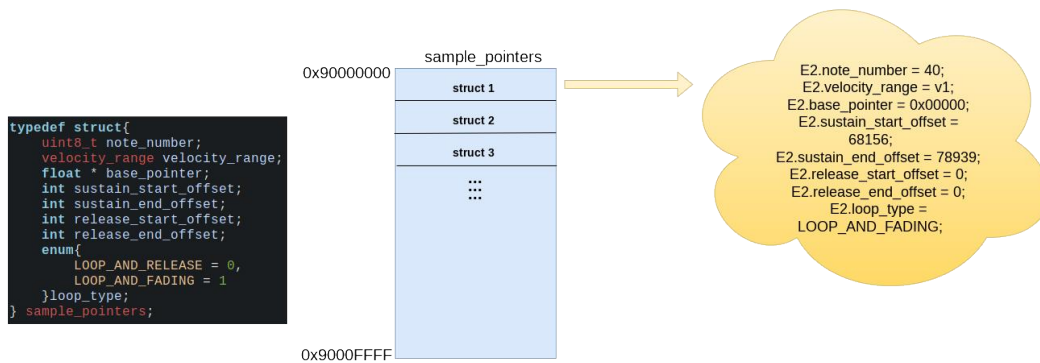 typedef struct{
uint8_t note_number;
velocity_range velocity_range;
float * base_pointer;
int sustain_start_offset;
int sustain_end_offset;
int release_start_offset;
int release_end_offset;
enum{
LOOP_AND_RELEASE = 0,
LOOP_AND_FADING = 1
}loop_type;
} sample_pointers;
sample_pointers
0x90000000
struct 1
struct 2
struct 3
...
...
...
0x9000FFFF
E2.note_number = 40;
E2.velocity_range = v1;
E2.base_pointer = 0x00000;
E2.sustain_start_offset =
68156;
E2.sustain_end_offset = 78939;
E2.release_start_offset = 0;
E2.release_end_offset = 0;
E2.loop_type =
LOOP_AND_FADING;